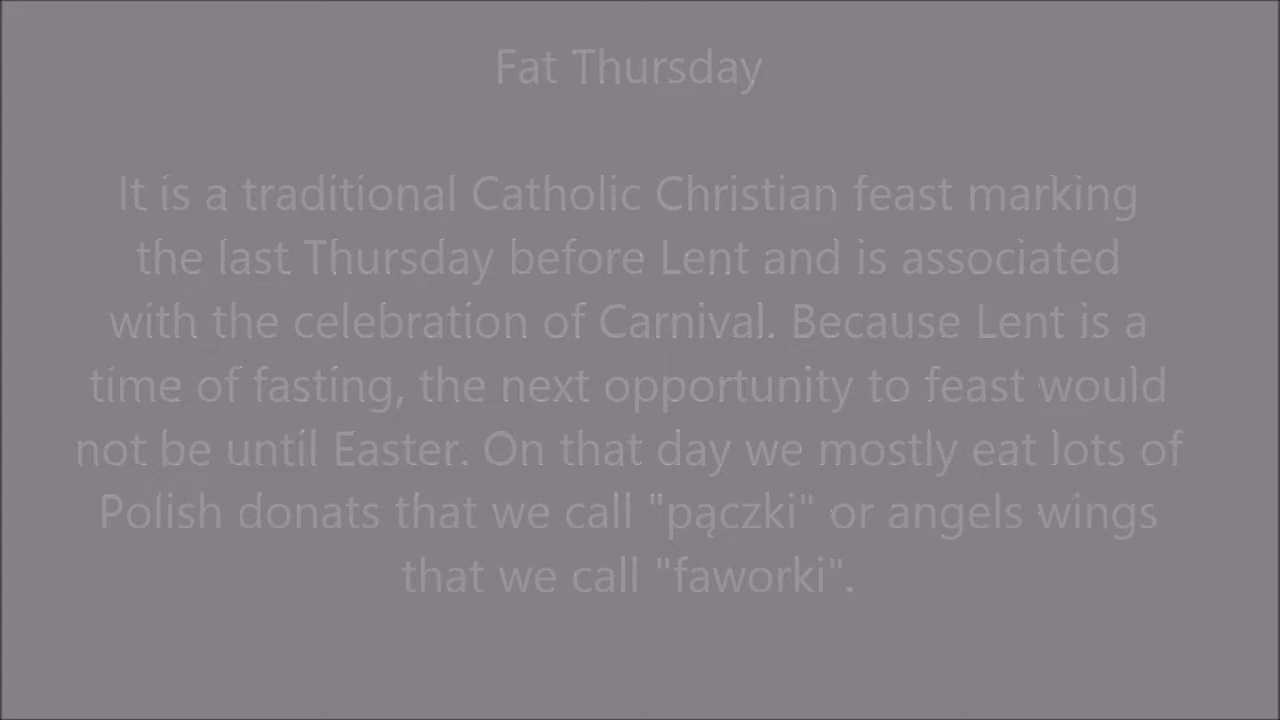 Fat Thursday
It is a traditional Catholic Christian feast marking
the last Thursday before Lent and is associated
with the celebration of Carnival. Because Lent is a
time of fasting, the next opportunity to feast would
not be until Easter. On that day we mostly eat lots of
Polish donats that we call "pączki" or angels wings
that we call "faworki".